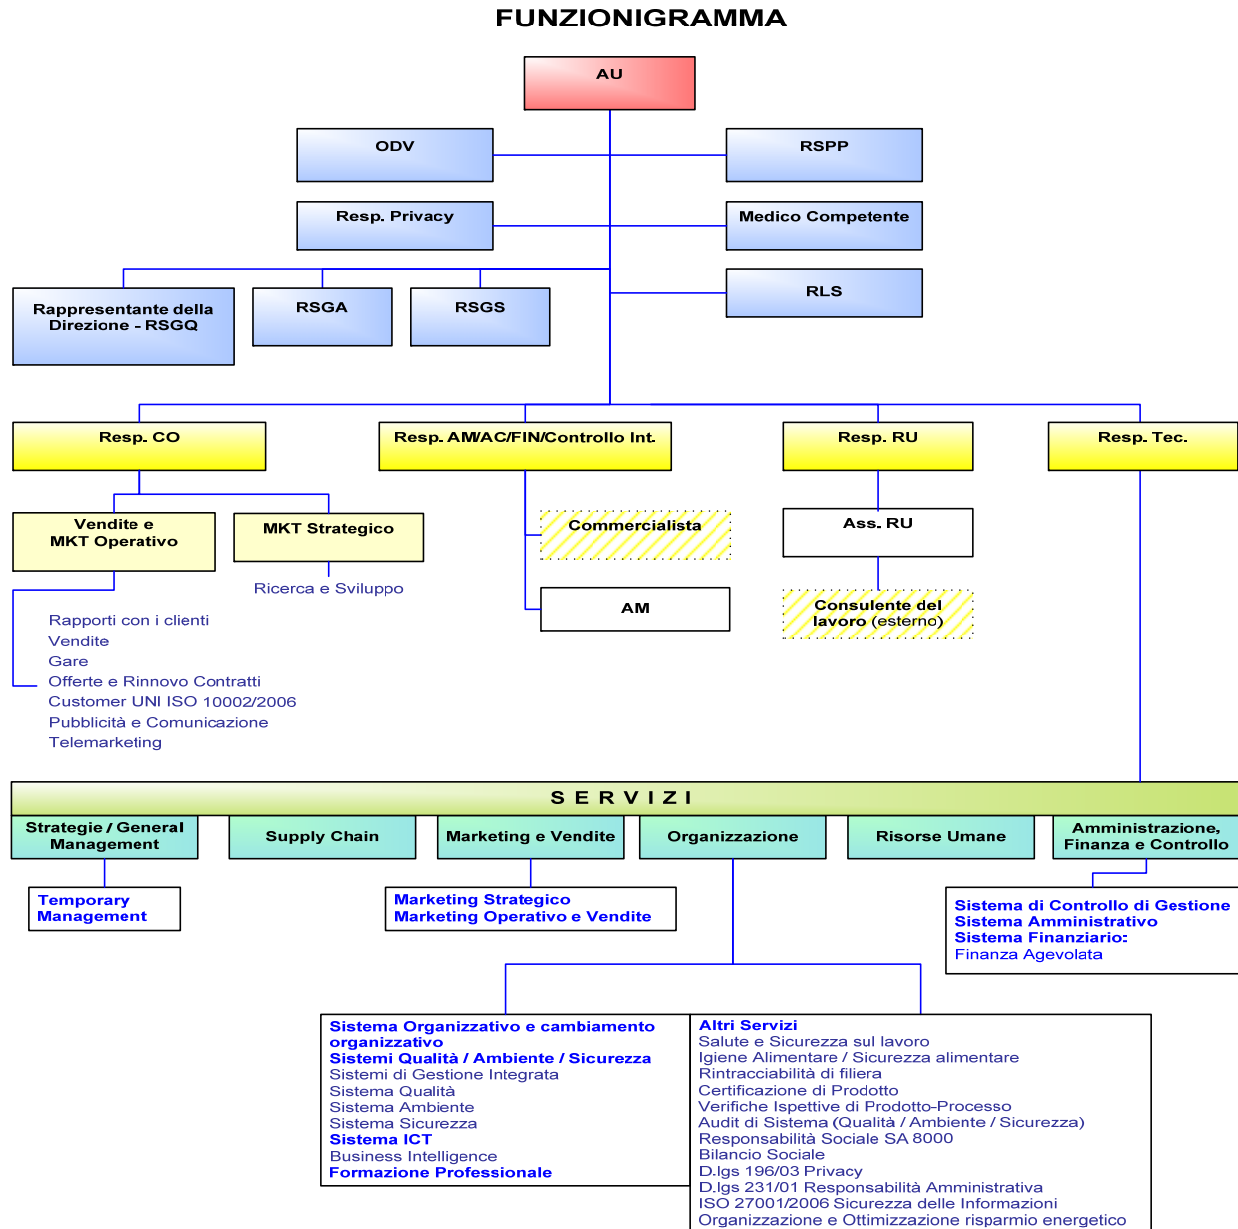 FUNZIONIGRAMMA
AU
ODV
RSPP
Resp. Privacy
Medico Competente
RLS
Rappresentante della
Direzione - RSGQ
RSGA
RSGS
Resp. CO
Resp. AM/AC/FIN/Controllo Int.
Resp. RU
Resp. Tec.
Vendite e
MKT Operativo
MKT Strategico
Commercialista
Ass. RU
Ricerca e Sviluppo
AM
Consulente del
lavoro (esterno)
Rapporti con i clienti
Vendite
Gare
Offerte e Rinnovo Contratti
Customer UNI ISO 10002/2006
Pubblicità e Comunicazione
Telemarketing
S E R V I Z I
Strategie / General
Management
Supply Chain
Marketing e Vendite
Organizzazione
Risorse Umane
Amministrazione,
Finanza e Controllo
Temporary
Management
Marketing Strategico
Marketing Operativo e Vendite
Sistema di Controllo di Gestione
Sistema Amministrativo
Sistema Finanziario:
Finanza Agevolata
Sistema Organizzativo e cambiamento
organizzativo
Sistemi Qualità / Ambiente / Sicurezza
Sistemi di Gestione Integrata
Sistema Qualità
Sistema Ambiente
Sistema Sicurezza
Sistema ICT
Business Intelligence
Formazione Professionale
Altri Servizi
Salute e Sicurezza sul lavoro
Igiene Alimentare / Sicurezza alimentare
Rintracciabilità di filiera
Certificazione di Prodotto
Verifiche Ispettive di Prodotto-Processo
Audit di Sistema (Qualità / Ambiente / Sicurezza)
Responsabilità Sociale SA 8000
Bilancio Sociale
D.lgs 196/03 Privacy
D.lgs 231/01 Responsabilità Amministrativa
ISO 27001/2006 Sicurezza delle Informazioni
Organizzazione e Ottimizzazione risparmio energetico